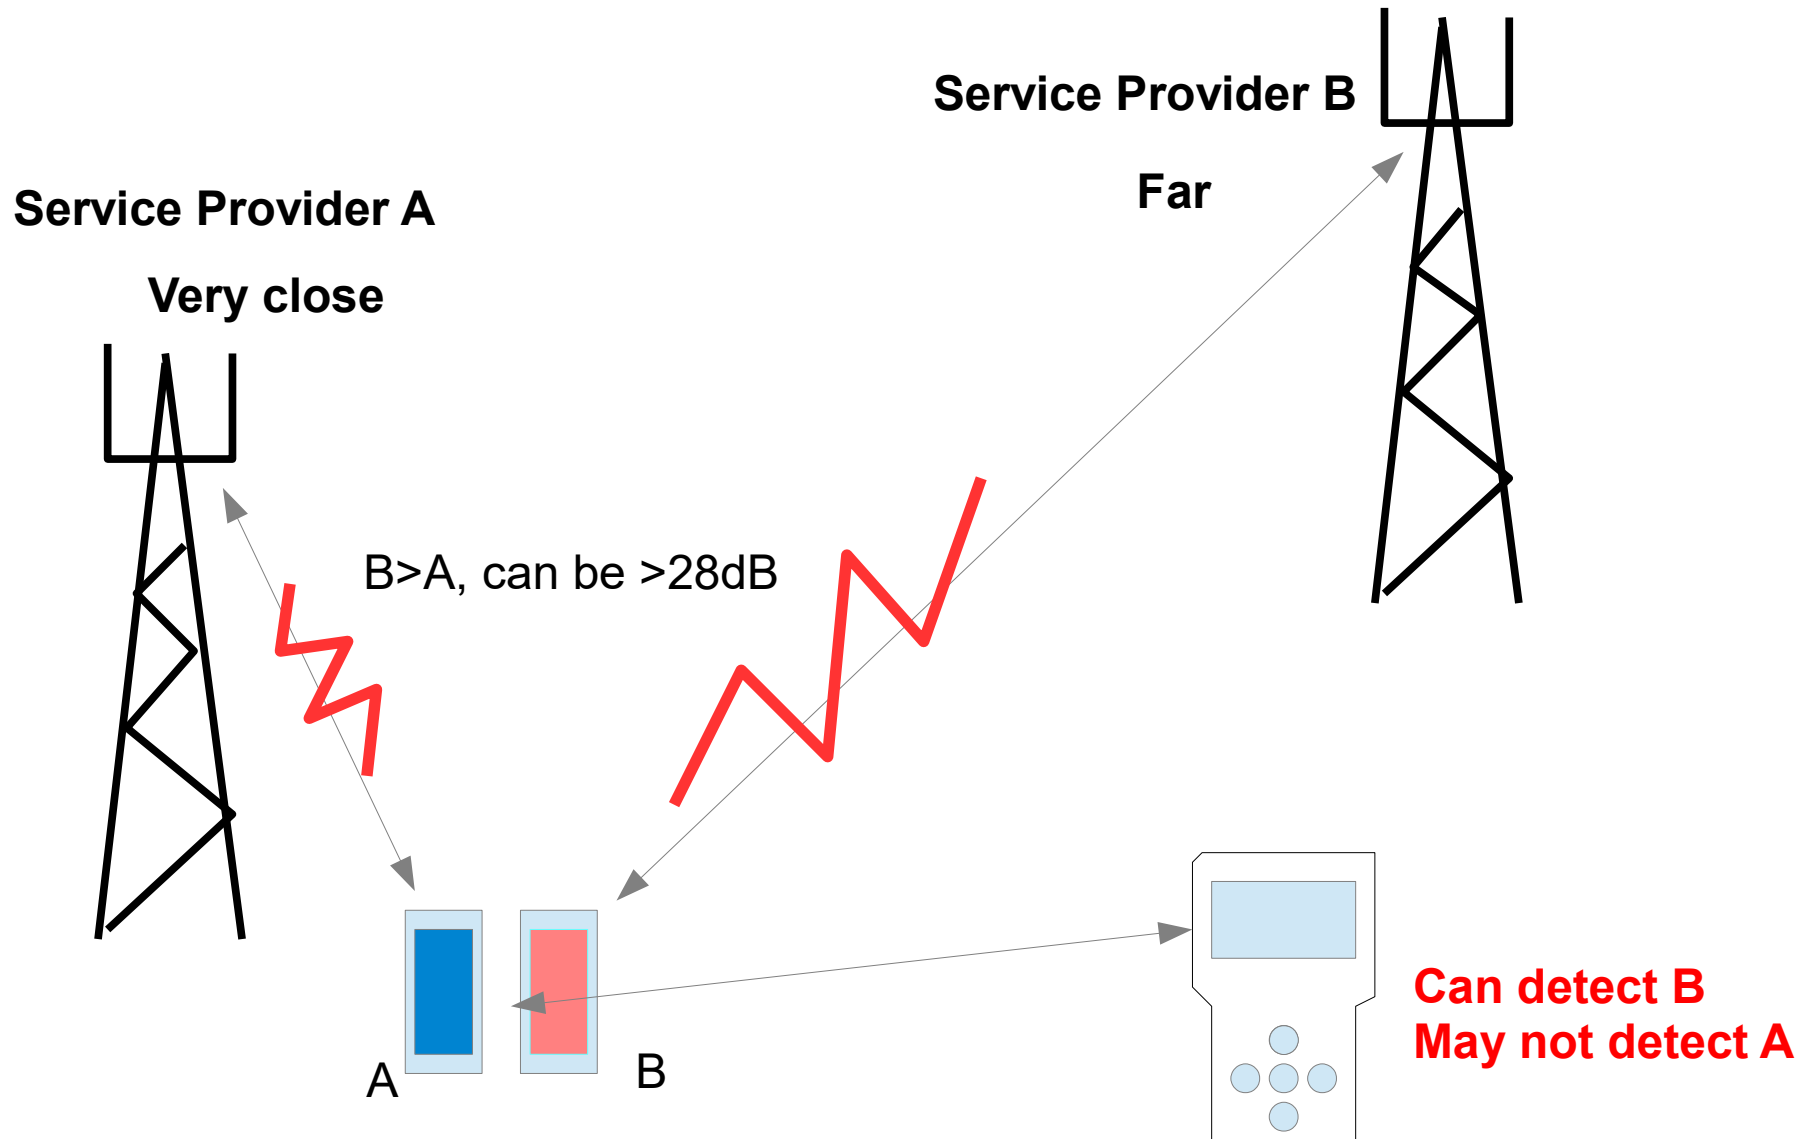 Service Provider B
Far
Service Provider A
Very close
B>A, can be >28dB
Can detect B
May not detect A
A
B